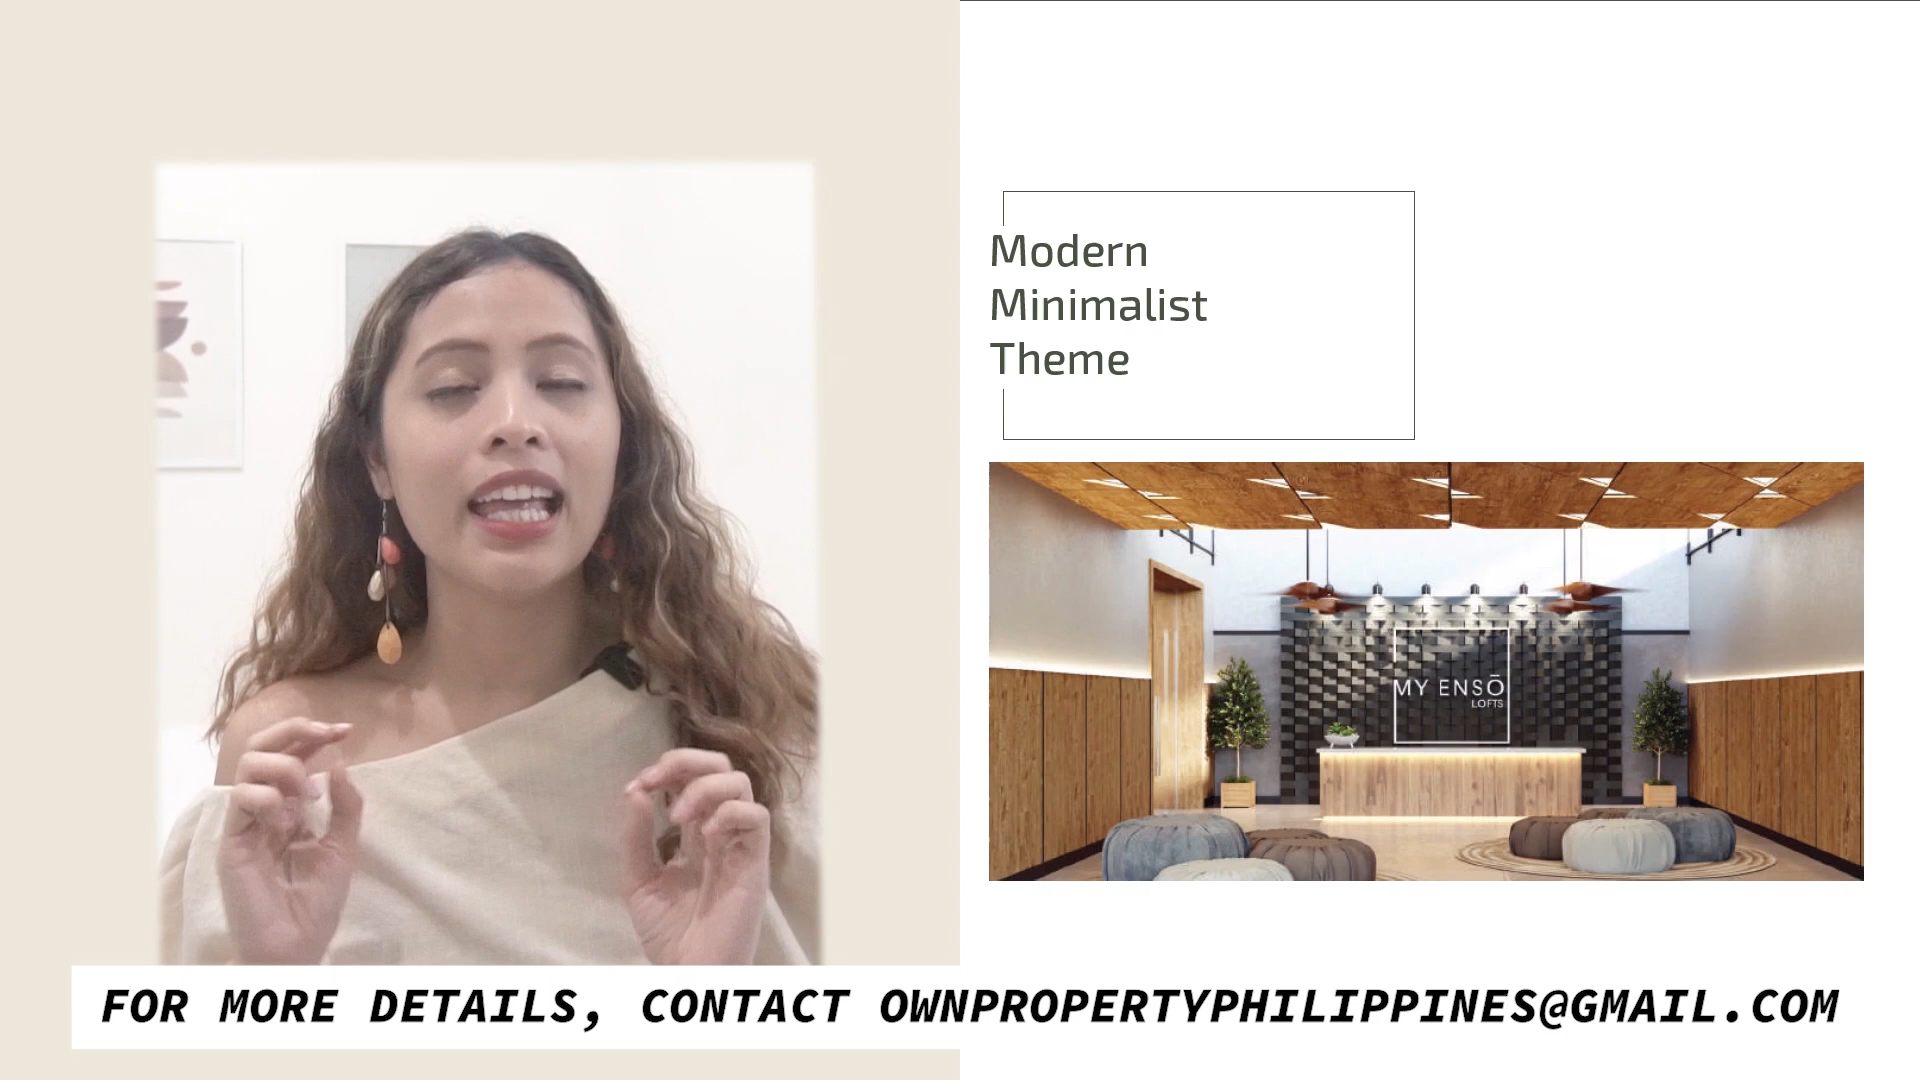 Modern
Minimalist
Theme
MY ENSŌ
LOFTS
FOR MORE DETAILS, CONTACT OWNPROPERTYPHILIPPINES@GMAIL.COM